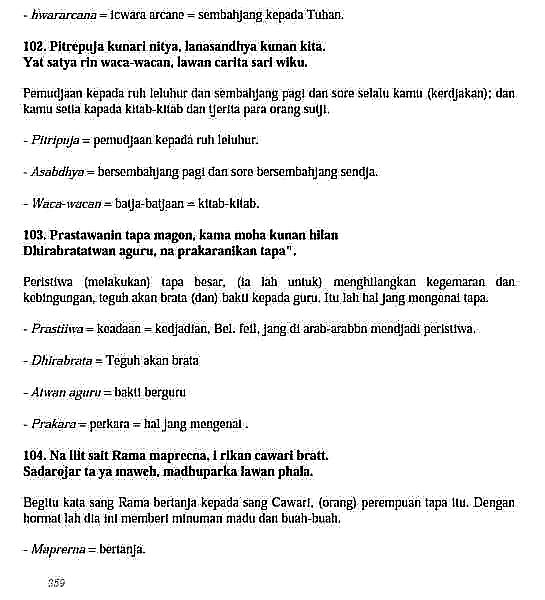 - hwararcana = icwara arcane = sembahjang kepada Tuhan.
102. Pitrepuja kunari nitya, lanasandhya kunan kita.
Yat satya rin waca-wacan, lawan carita sari wiku.
Pemudjaan kepada ruh leluhur dan sembahjang pagi dan sore selalu kamu (kerdjakan); dan
kamu setia kapada kitab-kitab dan tjerita para orang sutji.
- Pitripuja = pemudjaan kepada ruh leluhur.
- Asabdhya = bersembahjang pagi dan sore bersembahjang sendja.
- Waca-wacan = batja-batjaan = kitab-kitab.
103. Prastawanin tapa magon, kama moha kunan hilan
Dhirabratatwan aguru, na prakaranikan tapa".
Peristiwa (melakukan) tapa besar, (ia lah untuk) menghilangkan kegemaran dan
kebingungan, teguh akan brata (dan) bakti kepada guru. Itu lah hal jang mengenai tapa.
- Prastiiwa = keadaan = kedjadian, Bel. feil, jang di arab-arabbn mendjadi peristiwa.
- Dhirabrata = Teguh akan brata
- Atwan aguru = bakti berguru
- Prakara = perkara = hal jang mengenai .
104. Na liit sait Rama maprecna, i rikan cawari bratt.
Sadarojar ta ya maweh, madhuparka lawan phala.
Begitu kata sang Rama bertanja kepada sang Cawari, (orang) perempuan tapa itu. Dengan
hormat lah dia ini memberi minuman madu dan buah-buah.
- Maprerna = bertanja.
359